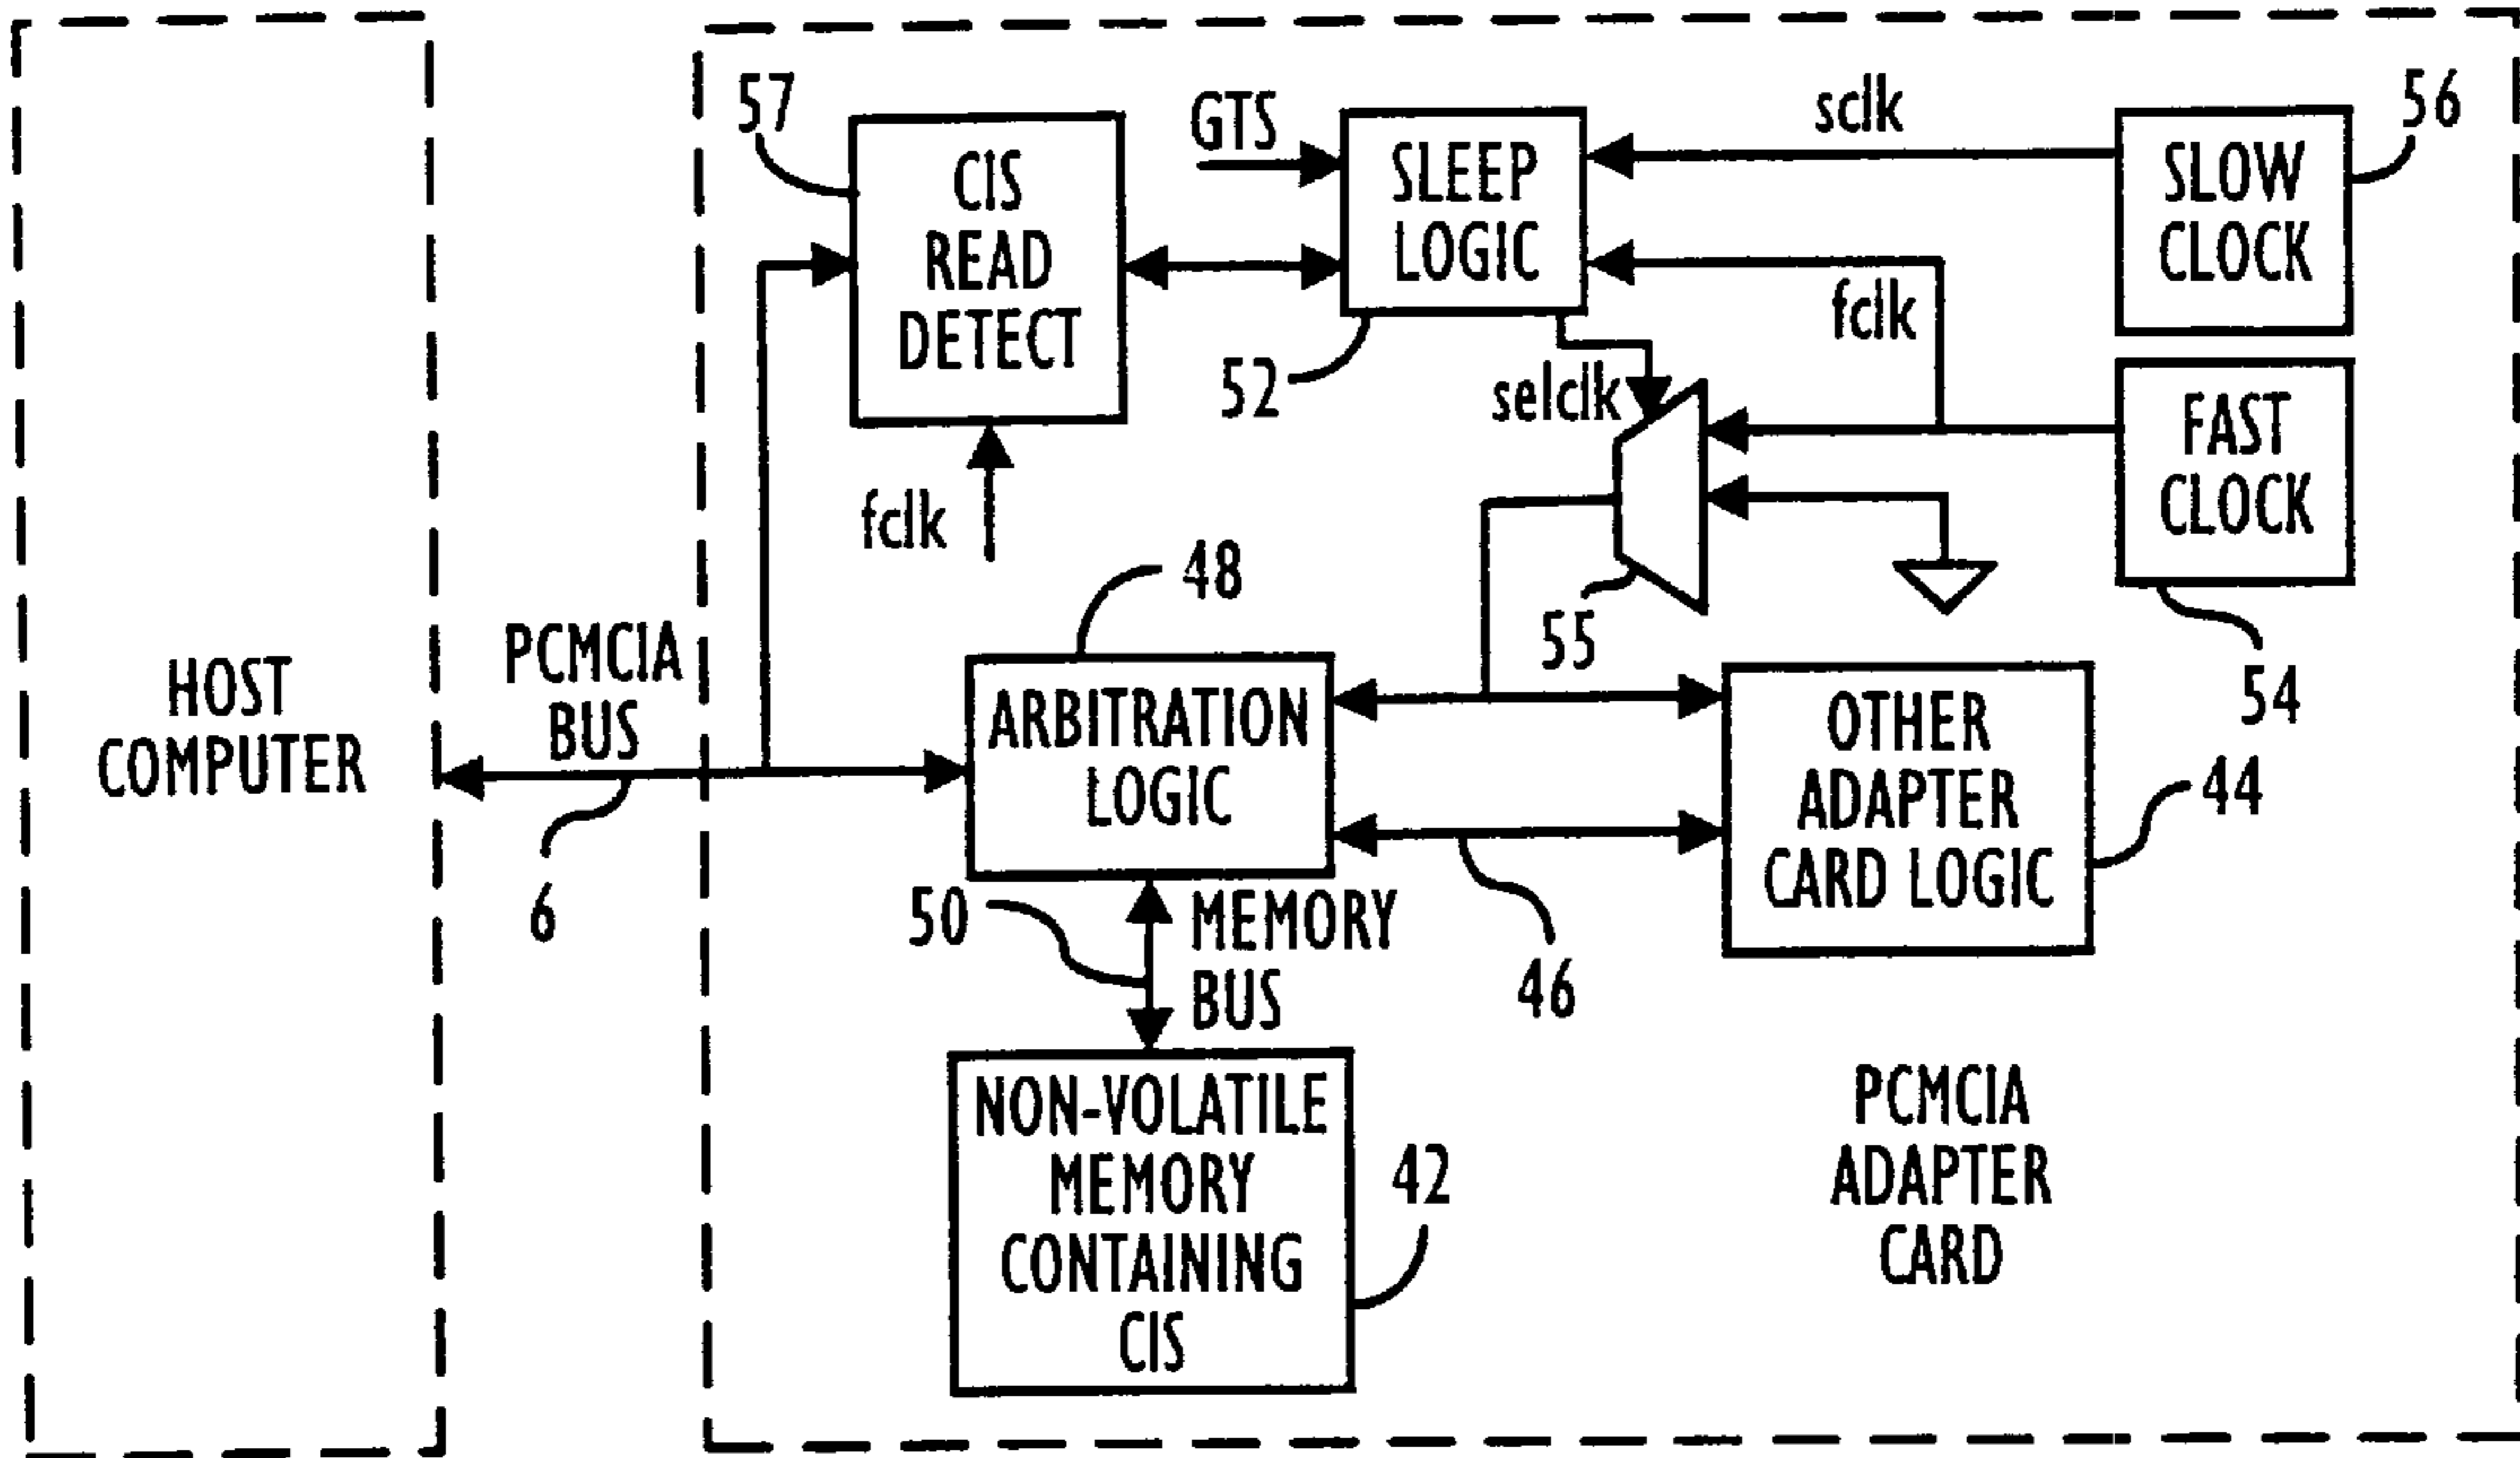 57
CIS
READ
DETECT
fclk
GTS
SLEEP
LOGIC
52
sclk
fclk
selclk
SLOW
CLOCK
56
FAST
CLOCK
54
55
HOST
COMPUTER
PCMCIA
BUS
6
48
ARBITRATION
LOGIC
OTHER
ADAPTER
CARD LOGIC
44
46
50
MEMORY
BUS
NON-VOLATILE
MEMORY
CONTAINING
CIS
42
PCMCIA
ADAPTER
CARD